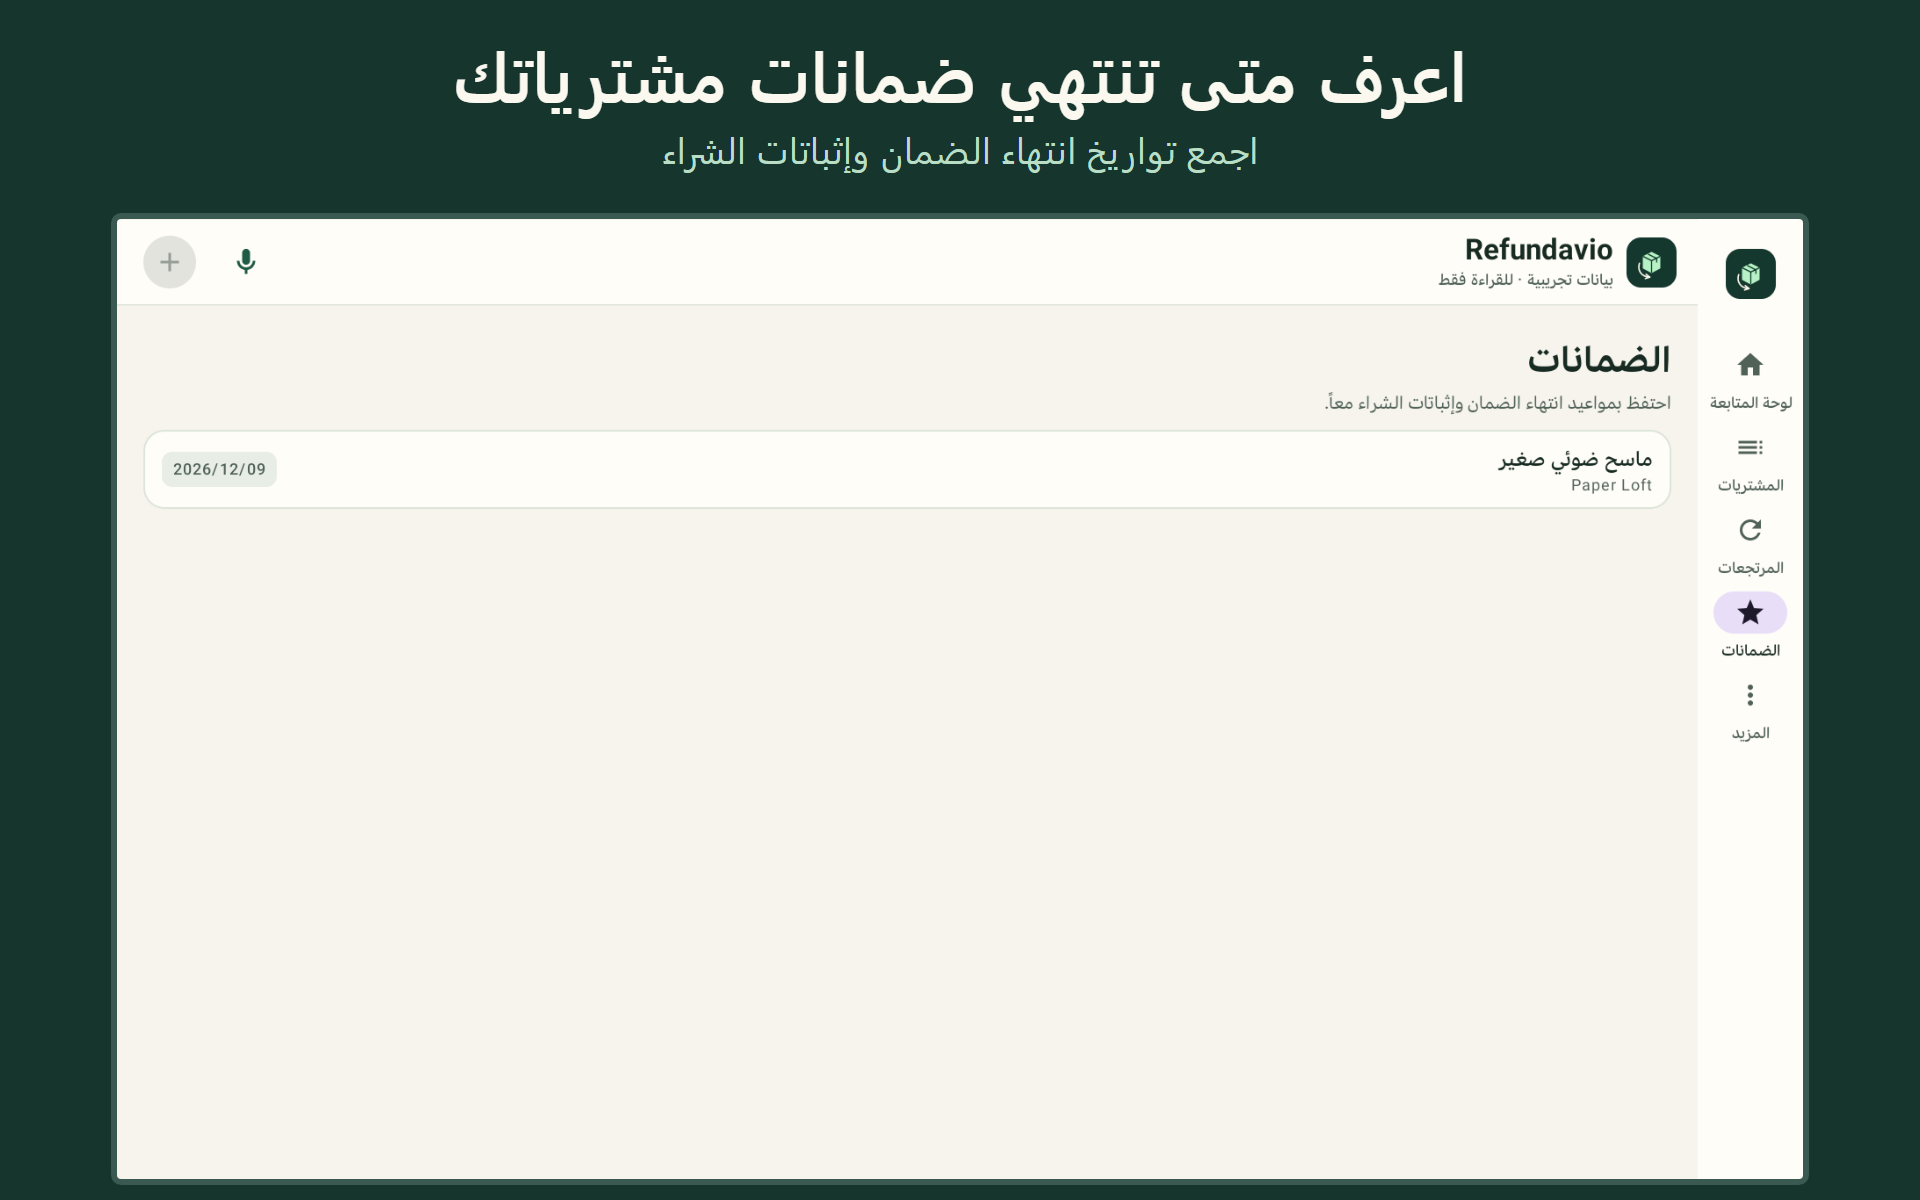 اعرف متى تنتهي ضمانات مشترياتك
اجمع تواريخ انتهاء الضمان وإثباتات الشراء
Refundavio
بيانات تجريبية · للقراءة فقط
لوحة المتابعة
المشتريات
المرتجعات
الضمانات
المزيد
الضمانات
احتفظ بمواعيد انتهاء الضمان وإثباتات الشراء معاً.
ماسح ضوئي صغير
Paper Loft
2026/12/09